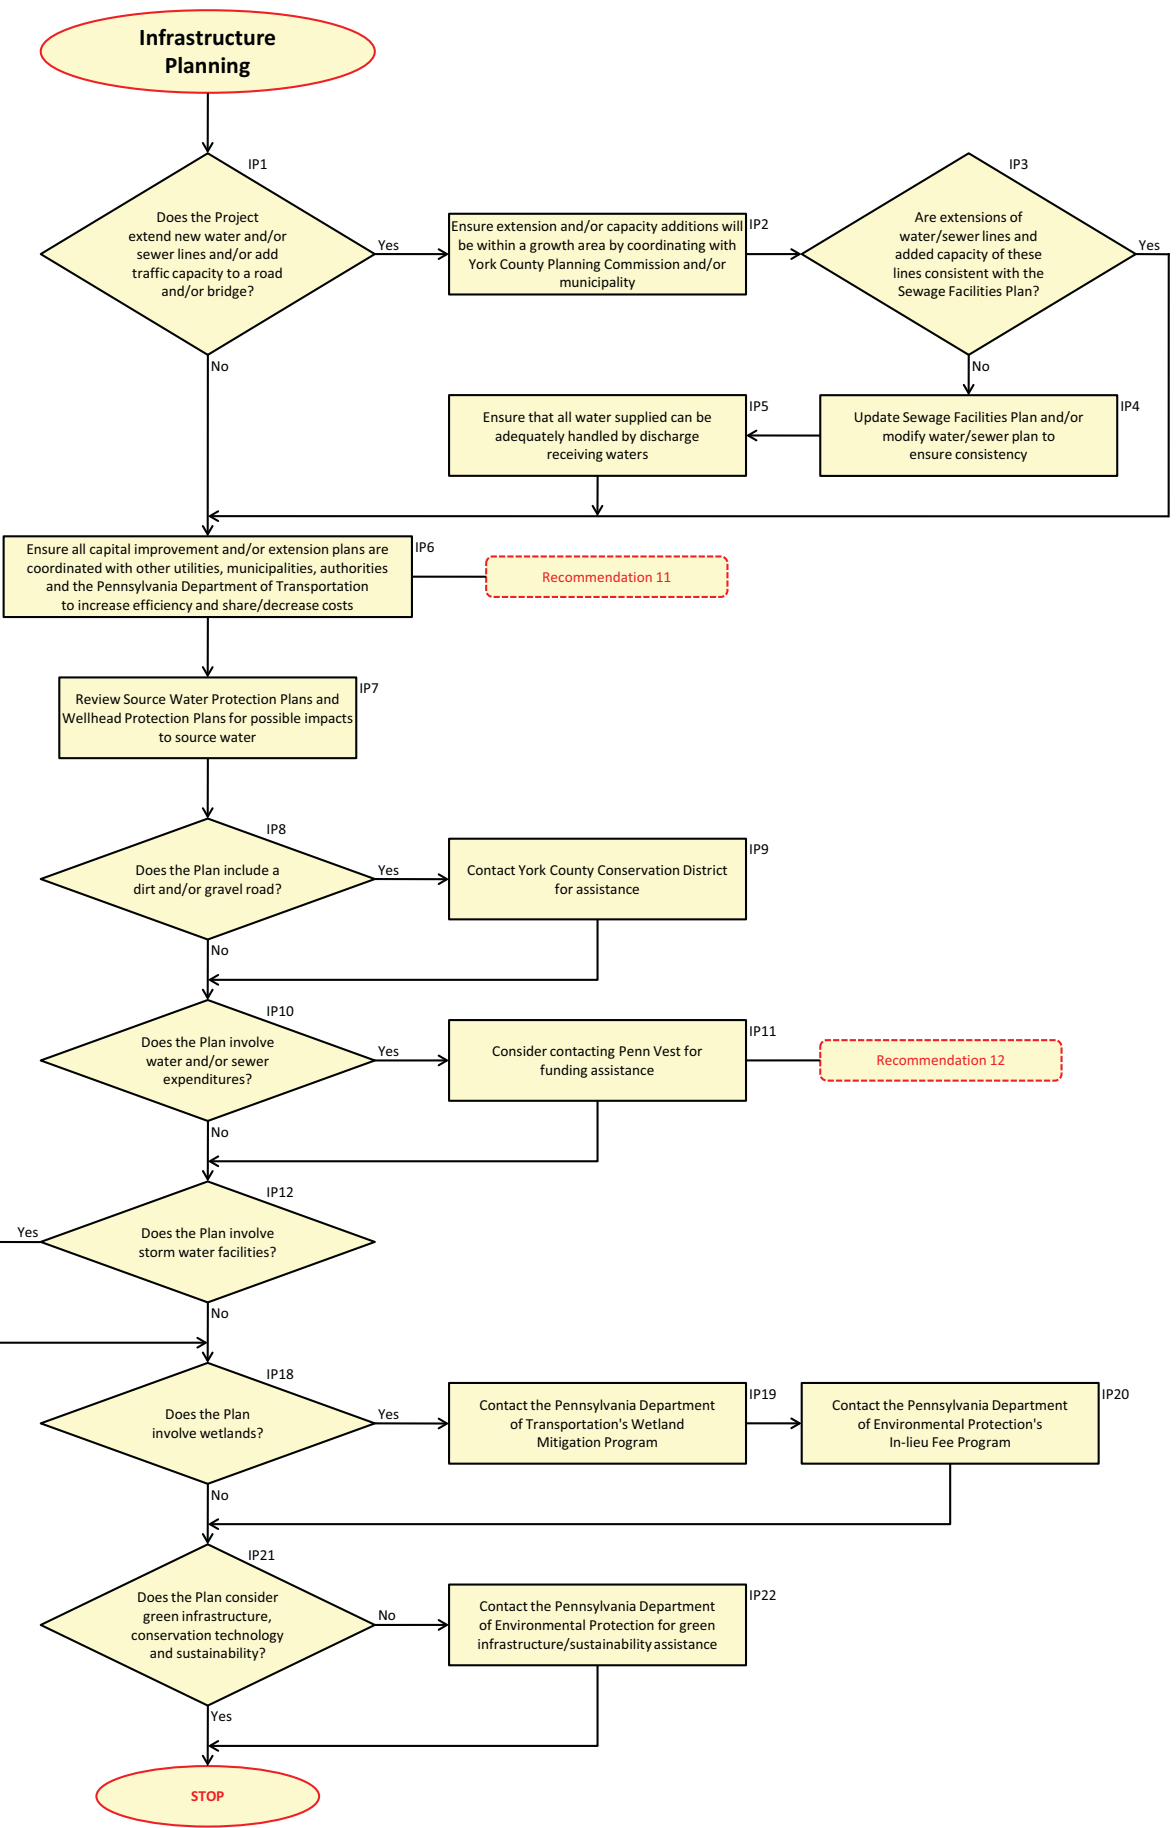 Infrastructure
Planning
IP1
Does the Project
extend new water and/or
sewer lines and/or add
traffic capacity to a road
and/or bridge?
Yes
No
IP2
Ensure extension and/or capacity additions will
be within a growth area by coordinating with
York County Planning Commission and/or
municipality
IP3
Are extensions of
water/sewer lines and
added capacity of these
lines consistent with the
Sewage Facilities Plan?
Yes
No
IP4
Update Sewage Facilities Plan and/or
modify water/sewer plan to
ensure consistency
IP5
Ensure that all water supplied can be
adequately handled by discharge
receiving waters
IP6
Ensure all capital improvement and/or extension plans are
coordinated with other utilities, municipalities, authorities
and the Pennsylvania Department of Transportation
to increase efficiency and share/decrease costs
Recommendation 11
IP7
Review Source Water Protection Plans and
Wellhead Protection Plans for possible impacts
to source water
IP8
Does the Plan include a
dirt and/or gravel road?
Yes
No
IP9
Contact York County Conservation District
for assistance
IP10
Does the Plan involve
water and/or sewer
expenditures?
Yes
No
IP11
Consider contacting Penn Vest for
funding assistance
Recommendation 12
IP12
Does the Plan involve
storm water facilities?
Yes
No
IP18
Does the Plan
involve wetlands?
Yes
No
IP19
Contact the Pennsylvania Department
of Transportation's Wetland
Mitigation Program
IP20
Contact the Pennsylvania Department
of Environmental Protection's
In-lieu Fee Program
IP21
Does the Plan consider
green infrastructure,
conservation technology
and sustainability?
No
Yes
IP22
Contact the Pennsylvania Department
of Environmental Protection for green
infrastructure/sustainability assistance
STOP